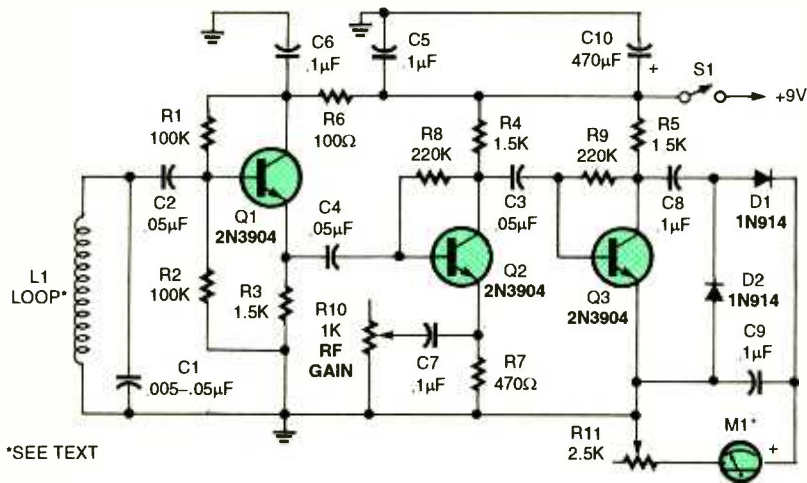 C6
.1µF
C5
.1µF
C10
470µF
+
S1
+9V
R1
100K
R6
100Ω
R8
220K
R4
1.5K
R9
220K
R5
1.5K
C2
.05µF
Q1
2N3904
C4
.05µF
C3
.05µF
C8
.1µF
D1
1N914
L1
LOOP*
R2
100K
R3
1.5K
R10
1K
RF
GAIN
Q2
2N3904
Q3
2N3904
D2
1N914
C1
.005–.05µF
C7
.1µF
R7
470Ω
C9
.1µF
R11
2.5K
M1*
+
*SEE TEXT